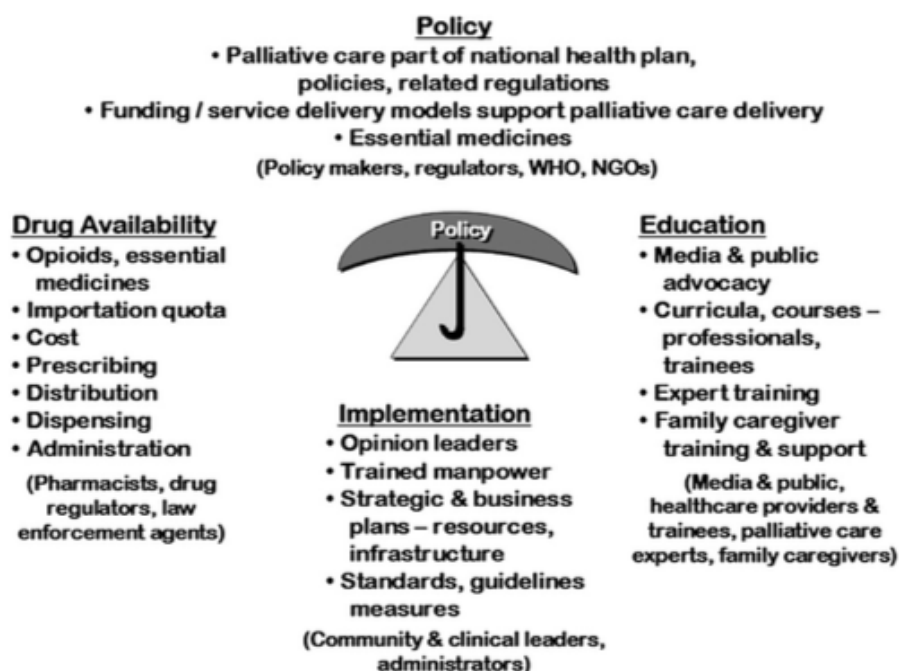 Policy
• Palliative care part of national health plan,
policies, related regulations
• Funding / service delivery models support palliative care delivery
• Essential medicines
(Policy makers, regulators, WHO, NGOs)
Drug Availability
• Opioids, essential
medicines
• Importation quota
• Cost
• Prescribing
• Distribution
• Dispensing
• Administration
(Pharmacists, drug
regulators, law
enforcement agents)
Policy
Implementation
• Opinion leaders
• Trained manpower
• Strategic & business
plans – resources,
infrastructure
• Standards, guidelines
measures
(Community & clinical leaders,
administrators)
Education
• Media & public
advocacy
• Curricula, courses –
professionals,
trainees
• Expert training
• Family caregiver
training & support
(Media & public,
healthcare providers &
trainees, palliative care
experts, family caregivers)